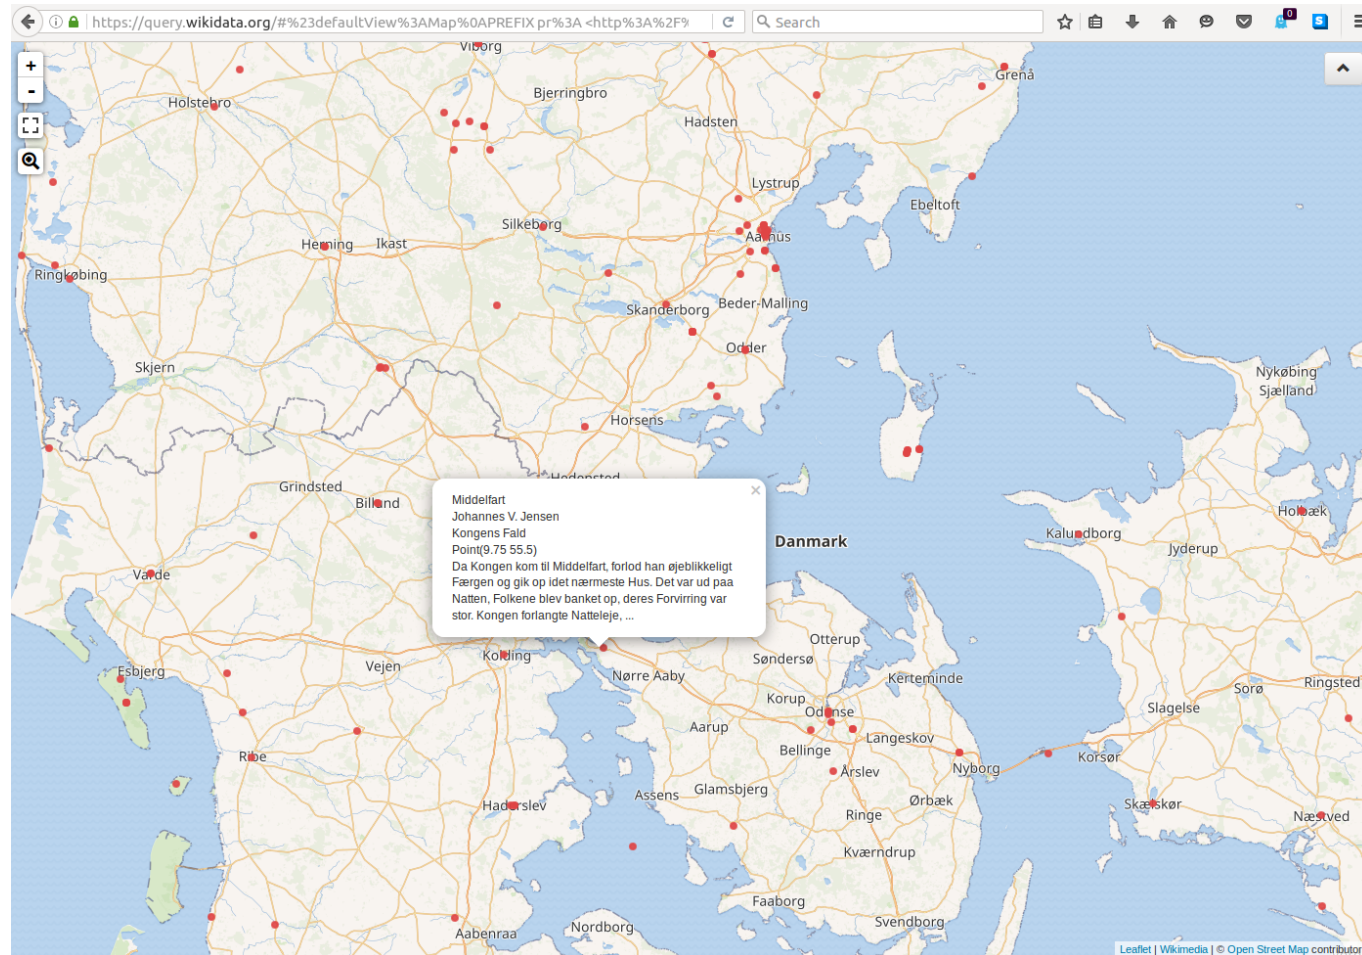 https://query.wikidata.org/#%23defaultView%3AMap%0APREFIX pr%3A <http%3A%2F%
Search
0
S
+
-
Viborg
Grenå
Holstebro
Bjerringbro
Hadsten
Lystrup
Ebeltoft
Silkeborg
Aarhus
Herning
Ikast
Ringkøbing
Skanderborg
Beder-Malling
Odder
Skjern
Nykøbing
Sjælland
Horsens
Hedensted
Grindsted
Billund
Middelfart
Johannes V. Jensen
Kongens Fald
Point(9.75 55.5)
Da Kongen kom til Middelfart, forlod han øjeblikkeligt
Færgen og gik op idet nærmeste Hus. Det var ud paa
Natten, Folkene blev banket op, deres Forvirring var
stor. Kongen forlangte Natteleje, ...
×
Holbæk
Kalundborg
Danmark
Jyderup
Varde
Otterup
Kolding
Søndersø
Vejen
Esbjerg
Nørre Aaby
Kerteminde
Ringsted
Sorø
Korup
Odense
Slagelse
Aarup
Langeskov
Bellinge
Ribe
Korsør
Nyborg
Årslev
Glamsbjerg
Assens
Ørbæk
Haderslev
Skælskør
Ringe
Næstved
Kværndrup
Faaborg
Svendborg
Nordborg
Aabenraa
Leaflet | Wikimedia | © Open Street Map contributor